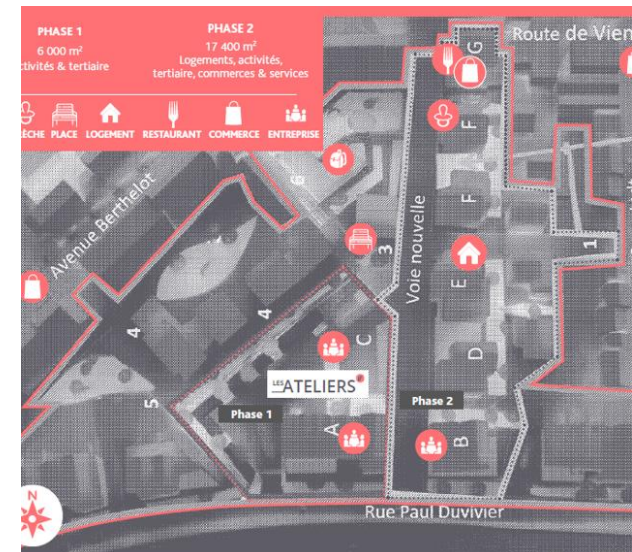 PHASE 1
6 000 m²
ctivités & tertiaire
PHASE 2
17 400 m²
Logements, activités,
tertiaire, commerces & services
ÈCHE PLACE LOGEMENT RESTAURANT COMMERCE ENTREPRISE
Route de Vien
G
F
6
Avenue Berthelot
F
3
Voie nouvelle
1
E
4
4
C
D
LES ATELIERS
5
Phase 1
Phase 2
A
B
N
Rue Paul Duvivier